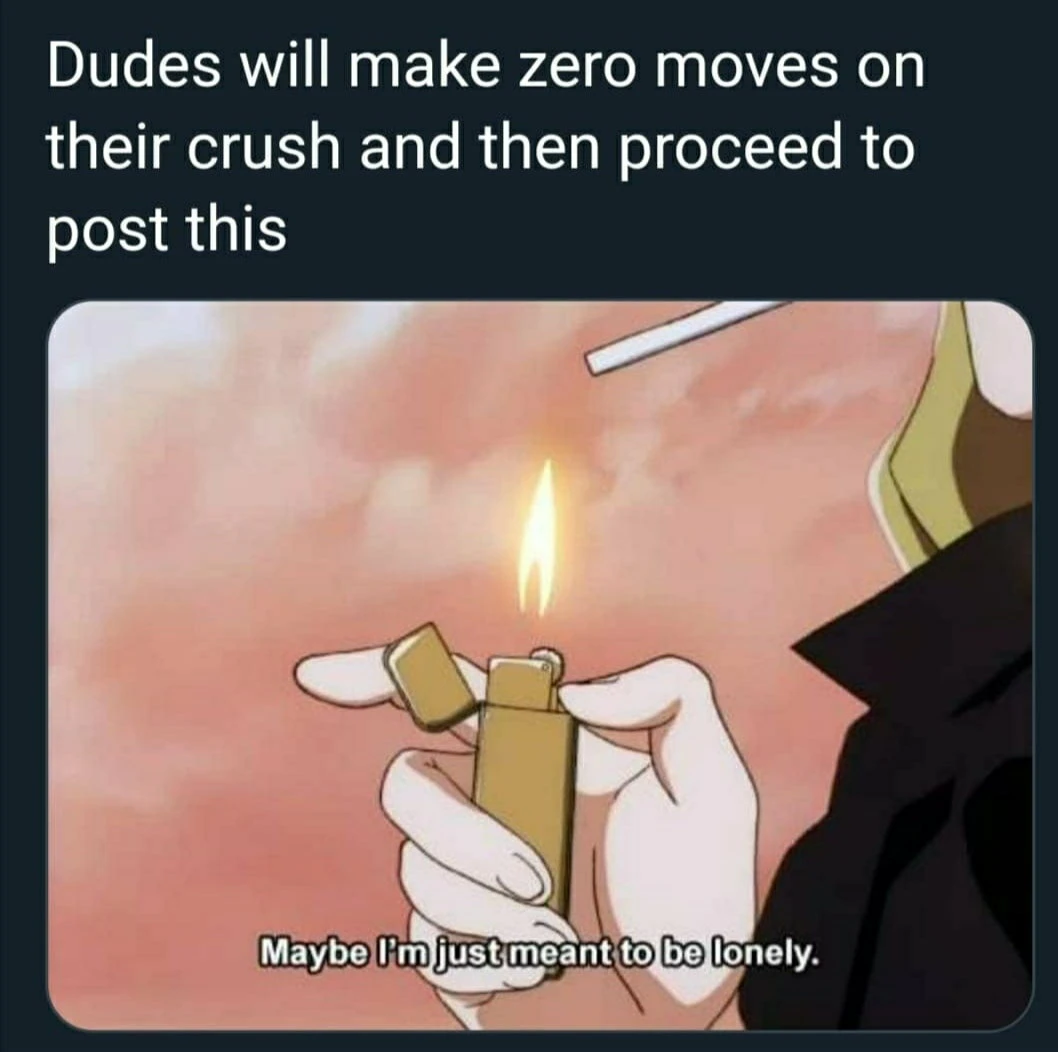 Dudes will make zero moves on
their crush and then proceed to
post this
Maybe I'm just meant to be lonely.